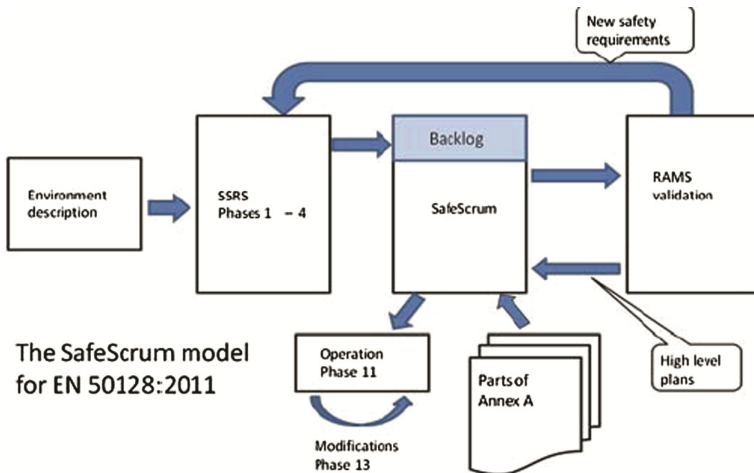 New safety
requirements
Backlog
Environment
description
SSRS
Phases 1 – 4
SafeScrum
RAMS
validation
The SafeScrum model
for EN 50128:2011
Operation
Phase 11
Parts of
Annex A
High level
plans
Modifications
Phase 13